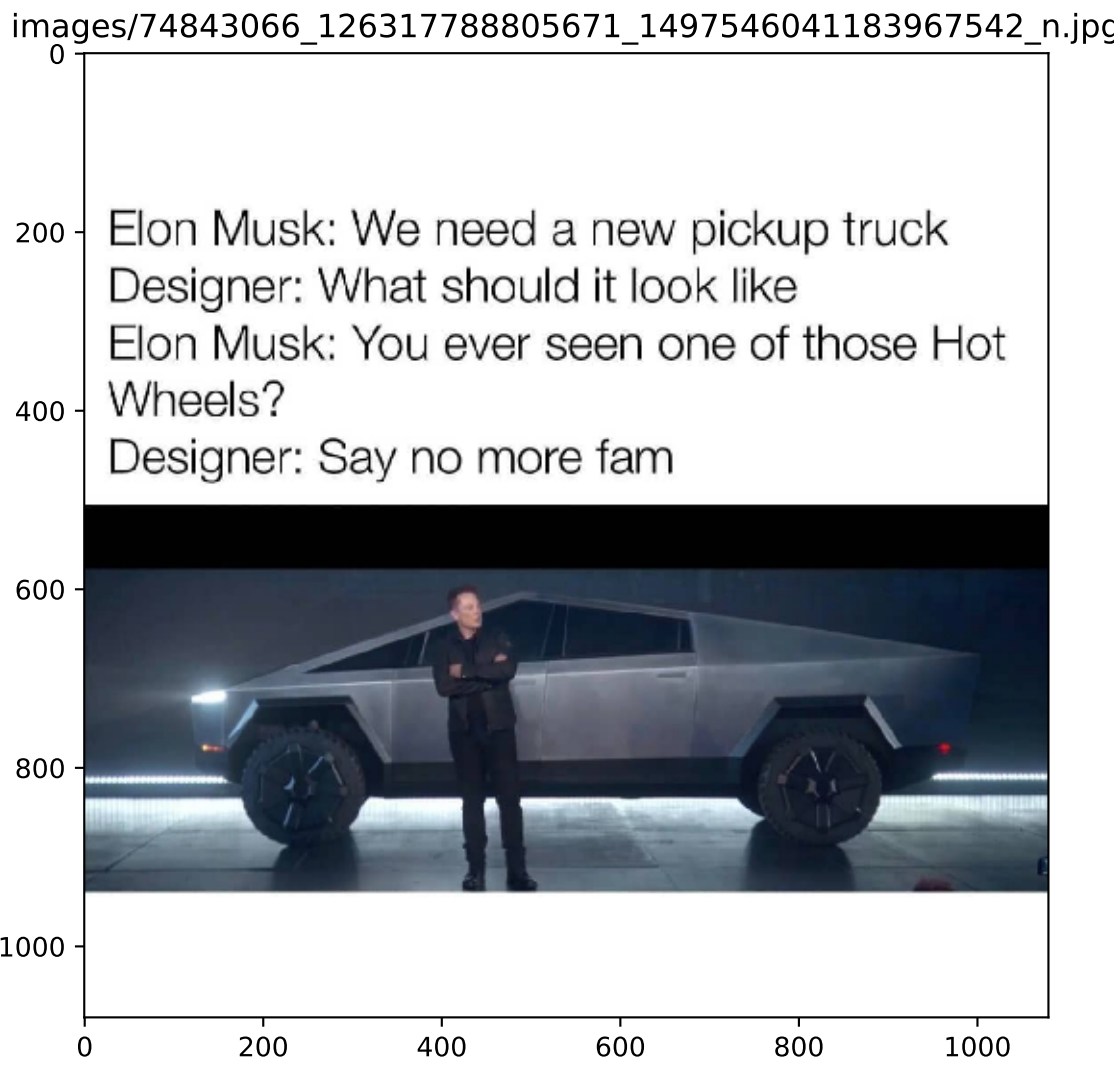 images/74843066_126317788805671_1497546041183967542_n.jpg
0
200
400
600
800
1000
Elon Musk: We need a new pickup truck
Designer: What should it look like
Elon Musk: You ever seen one of those Hot
Wheels?
Designer: Say no more fam
0 200 400 600 800 1000